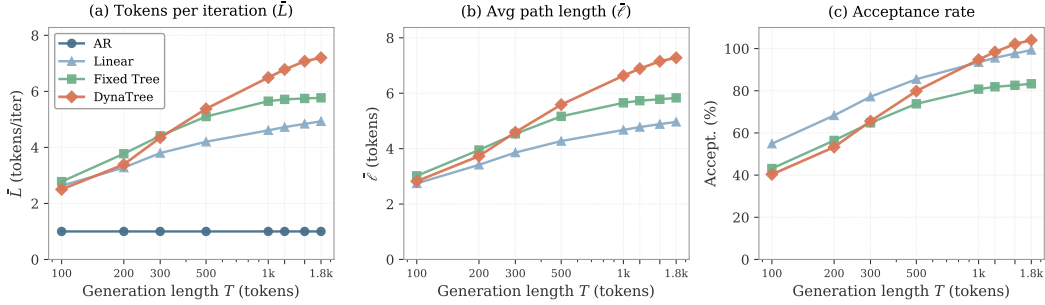 (a) Tokens per iteration (L̄)
8
6
4
2
0
L̄ (tokens/iter)
AR
Linear
Fixed Tree
DynaTree
100 200 300 500 1k 1.8k
Generation length T (tokens)
(b) Avg path length (ℓ̄)
8
6
4
2
0
ℓ̄ (tokens)
100 200 300 500 1k 1.8k
Generation length T (tokens)
(c) Acceptance rate
100
80
60
40
20
0
Accept. (%)
100 200 300 500 1k 1.8k
Generation length T (tokens)